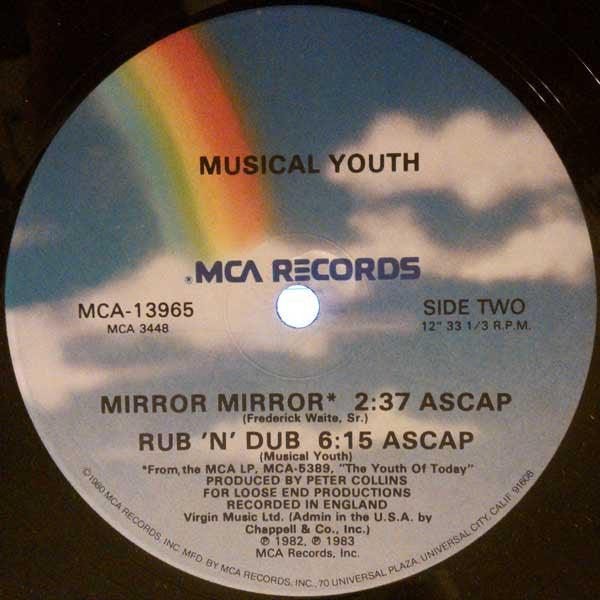 MUSICAL YOUTH
® MCA RECORDS
MCA-13965
MCA 3448
SIDE TWO
12" 33 1/3 R.P.M.
MIRROR MIRROR* 2:37 ASCAP
(Frederick Waite, Sr.)
RUB 'N' DUB 6:15 ASCAP
(Musical Youth)
*From the MCA LP, MCA-5389, "The Youth Of Today"
PRODUCED BY PETER COLLINS
FOR LOOSE END PRODUCTIONS
RECORDED IN ENGLAND
Virgin Music Ltd. (Admin in the U.S.A. by
Chappell & Co., Inc.)
℗ 1982, ℗ 1983
MCA Records, Inc.
©1980 MCA RECORDS, INC. MFD. BY MCA RECORDS, INC., 70 UNIVERSAL PLAZA, UNIVERSAL CITY, CALIF. 91608